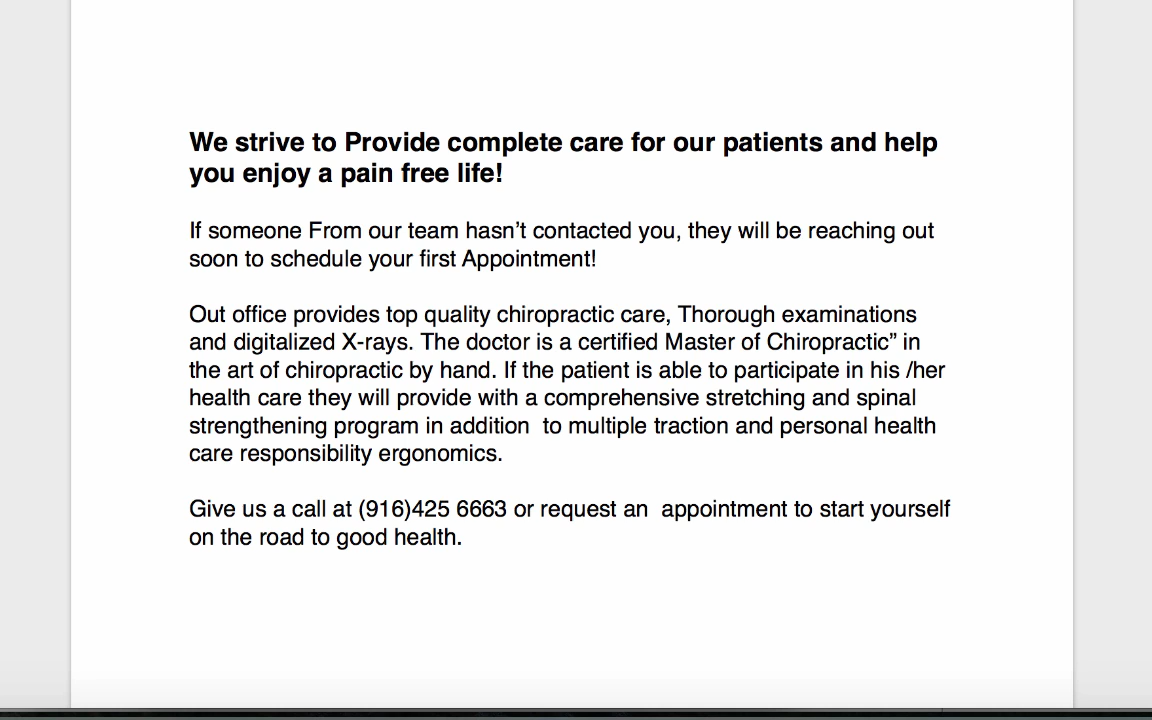 We strive to Provide complete care for our patients and help
you enjoy a pain free life!
If someone From our team hasn’t contacted you, they will be reaching out
soon to schedule your first Appointment!
Out office provides top quality chiropractic care, Thorough examinations
and digitalized X-rays. The doctor is a certified Master of Chiropractic” in
the art of chiropractic by hand. If the patient is able to participate in his /her
health care they will provide with a comprehensive stretching and spinal
strengthening program in addition  to multiple traction and personal health
care responsibility ergonomics.
Give us a call at (916)425 6663 or request an  appointment to start yourself
on the road to good health.